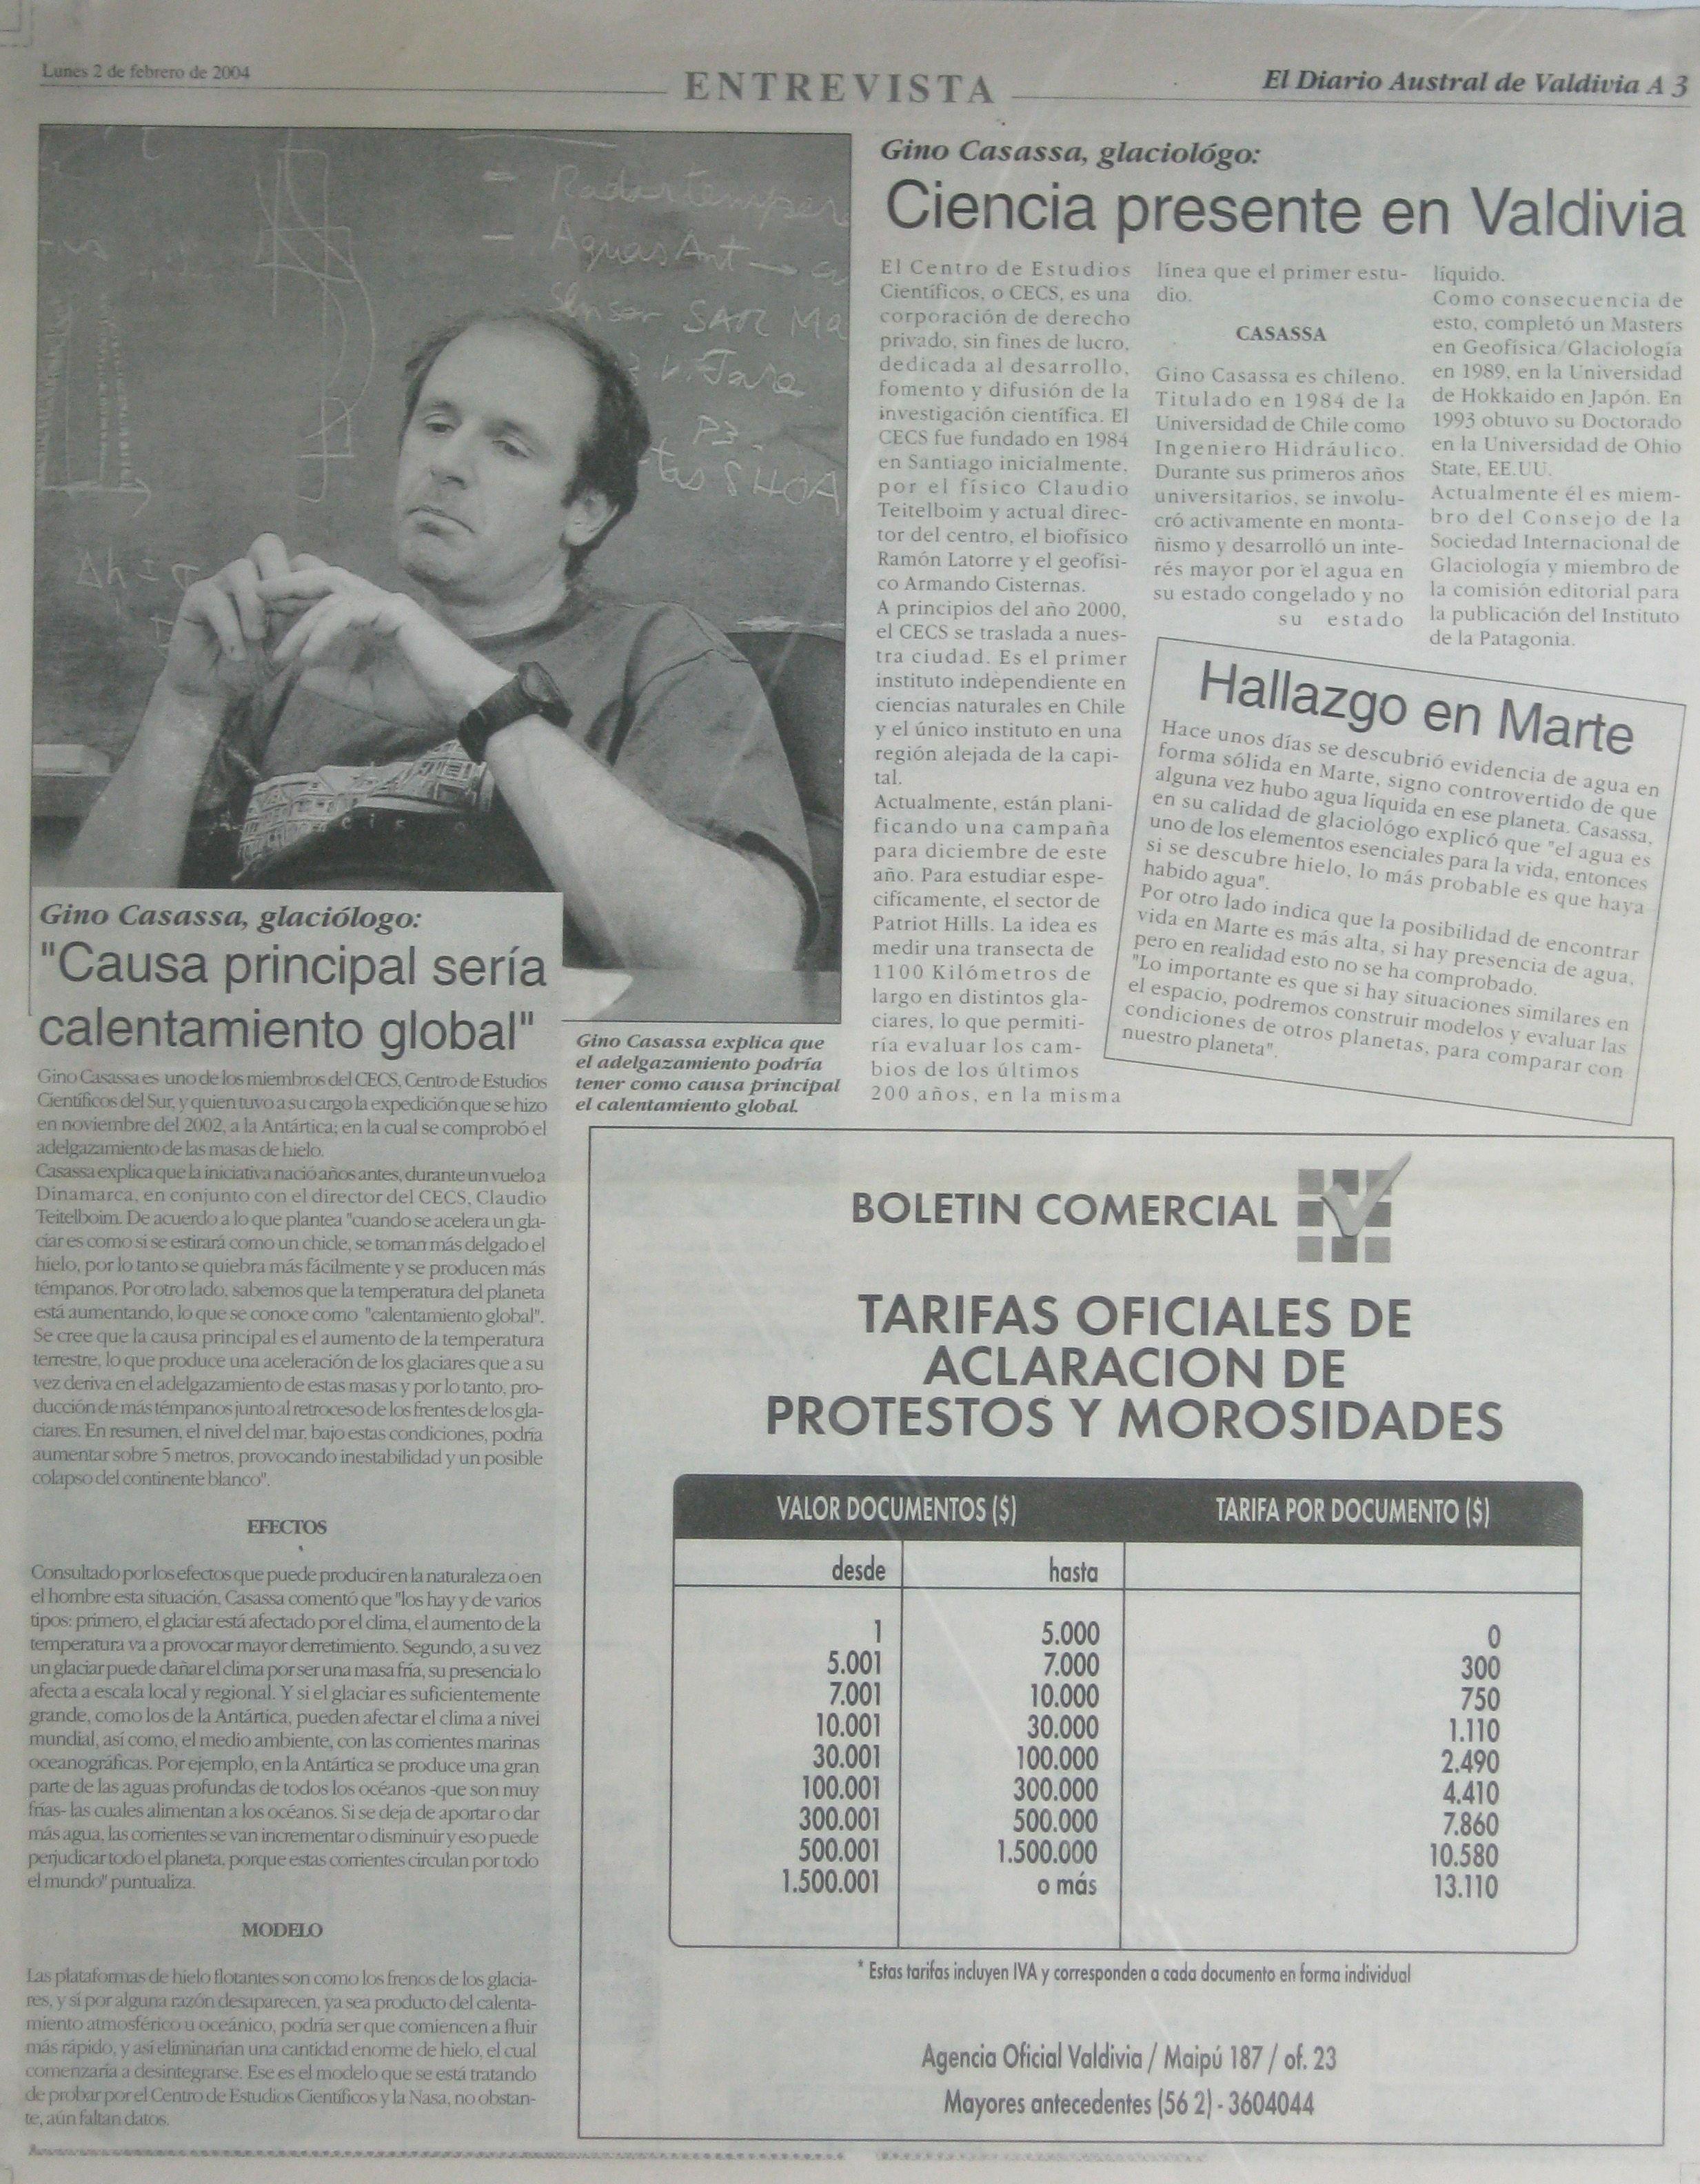 Lunes 2 de febrero de 2004
ENTREVISTA
El Diario Austral de Valdivia A 3
Radar temper
Aguas Ant
Sensor SAR Ma
P3.
SHOA
Gino Casassa, glaciológo:
Ciencia presente en Valdivia
El Centro de Estudios
Científicos, o CECS, es una
corporación de derecho
privado, sin fines de lucro,
dedicada al desarrollo,
fomento y difusión de la
investigación científica. El
CECS fue fundado en 1984
en Santiago inicialmente,
por el físico Claudio
Teitelboim y actual direc-
tor del centro, el biofísico
Ramón Latorre y el geofísi-
co Armando Cisternas.
A principios del año 2000,
el CECS se traslada a nues-
tra ciudad. Es el primer
instituto independiente en
ciencias naturales en Chile
y el único instituto en una
región alejada de la capi-
tal.
Actualmente, están plani-
ficando una campaña
para diciembre de este
año. Para estudiar espe-
cíficamente, el sector de
Patriot Hills. La idea es
medir una transecta de
1100 Kilómetros de
largo en distintos gla-
ciares, lo que permiti-
ría evaluar los cam-
bios de los últimos
200 años, en la misma
línea que el primer estu-
dio.
CASASSA
Gino Casassa es chileno.
Titulado en 1984 de la
Universidad de Chile como
Ingeniero Hidráulico.
Durante sus primeros años
universitarios, se involu-
cró activamente en monta-
ñismo y desarrolló un inte-
rés mayor por el agua en
su estado congelado y no
su estado
líquido.
Como consecuencia de
esto, completó un Masters
en Geofísica/Glaciología
en 1989, en la Universidad
de Hokkaido en Japón. En
1993 obtuvo su Doctorado
en la Universidad de Ohio
State, EE.UU.
Actualmente él es miem-
bro del Consejo de la
Sociedad Internacional de
Glaciología y miembro de
la comisión editorial para
la publicación del Instituto
de la Patagonia.
Hallazgo en Marte
Hace unos días se descubrió evidencia de agua en
forma sólida en Marte, signo controvertido de que
alguna vez hubo agua líquida en ese planeta. Casassa,
en su calidad de glaciológo explicó que "el agua es
uno de los elementos esenciales para la vida, entonces
si se descubre hielo, lo más probable es que haya
habido agua".
Por otro lado indica que la posibilidad de encontrar
vida en Marte es más alta, si hay presencia de agua,
pero en realidad esto no se ha comprobado.
"Lo importante es que si hay situaciones similares en
el espacio, podremos construir modelos y evaluar las
condiciones de otros planetas, para comparar con
nuestro planeta".
Gino Casassa, glaciólogo:
"Causa principal sería
calentamiento global"
Gino Casassa explica que
el adelgazamiento podría
tener como causa principal
el calentamiento global.
Gino Casassa es uno de los miembros del CECS, Centro de Estudios
Científicos del Sur, y quien tuvo a su cargo la expedición que se hizo
en noviembre del 2002, a la Antártica; en la cual se comprobó el
adelgazamiento de las masas de hielo.
Casassa explica que la iniciativa nació años antes, durante un vuelo a
Dinamarca, en conjunto con el director del CECS, Claudio
Teitelboim. De acuerdo a lo que plantea "cuando se acelera un gla-
ciar es como si se estirará como un chicle, se tornan más delgado el
hielo, por lo tanto se quiebra más fácilmente y se producen más
témpanos. Por otro lado, sabemos que la temperatura del planeta
está aumentando, lo que se conoce como "calentamiento global".
Se cree que la causa principal es el aumento de la temperatura
terrestre, lo que produce una aceleración de los glaciares que a su
vez deriva en el adelgazamiento de estas masas y por lo tanto, pro-
ducción de más témpanos junto al retroceso de los frentes de los gla-
ciares. En resumen, el nivel del mar, bajo estas condiciones, podría
aumentar sobre 5 metros, provocando inestabilidad y un posible
colapso del continente blanco".
EFECTOS
Consultado por los efectos que puede producir en la naturaleza o en
el hombre esta situación, Casassa comentó que "los hay y de varios
tipos: primero, el glaciar está afectado por el clima, el aumento de la
temperatura va a provocar mayor derretimiento. Segundo, a su vez
un glaciar puede dañar el clima por ser una masa fría, su presencia lo
afecta a escala local y regional. Y si el glaciar es suficientemente
grande, como los de la Antártica, pueden afectar el clima a nivel
mundial, así como, el medio ambiente, con las corrientes marinas
oceanográficas. Por ejemplo, en la Antártica se produce una gran
parte de las aguas profundas de todos los océanos -que son muy
frías- las cuales alimentan a los océanos. Si se deja de aportar o dar
más agua, las corrientes se van incrementar o disminuir y eso puede
perjudicar todo el planeta, porque estas corrientes circulan por todo
el mundo" puntualiza.
MODELO
Las plataformas de hielo flotantes son como los frenos de los glacia-
res, y si por alguna razón desaparecen, ya sea producto del calenta-
miento atmosférico u oceánico, podría ser que comiencen a fluir
más rápido, y así eliminarían una cantidad enorme de hielo, el cual
comenzaría a desintegrarse. Ese es el modelo que se está tratando
de probar por el Centro de Estudios Científicos y la Nasa, no obstan-
te, aún faltan datos.
BOLETIN COMERCIAL
TARIFAS OFICIALES DE
ACLARACION DE
PROTESTOS Y MOROSIDADES
VALOR DOCUMENTOS ($) TARIFA POR DOCUMENTO ($)
desde hasta
1 5.000 0
5.001 7.000 300
7.001 10.000 750
10.001 30.000 1.110
30.001 100.000 2.490
100.001 300.000 4.410
300.001 500.000 7.860
500.001 1.500.000 10.580
1.500.001 o más 13.110
* Estas tarifas incluyen IVA y corresponden a cada documento en forma individual
Agencia Oficial Valdivia / Maipú 187 / of. 23
Mayores antecedentes (56 2) - 3604044